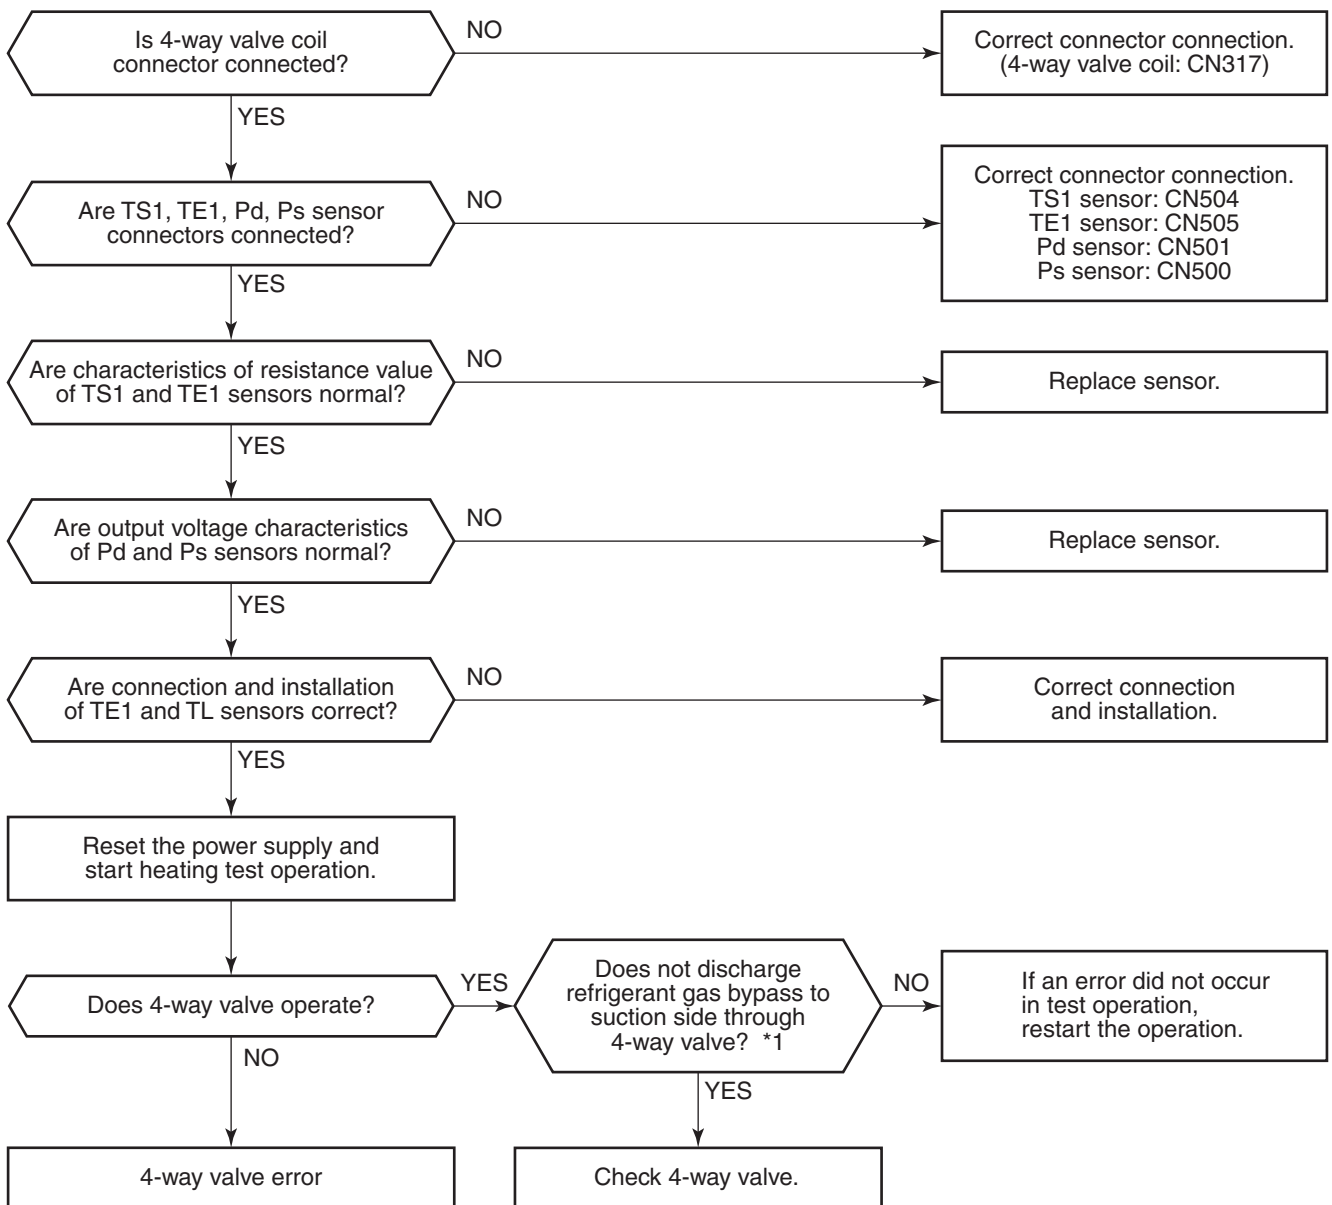 Is 4-way valve coil
connector connected?
NO
Correct connector connection.
(4-way valve coil: CN317)
YES
Are TS1, TE1, Pd, Ps sensor
connectors connected?
NO
Correct connector connection.
TS1 sensor: CN504
TE1 sensor: CN505
Pd sensor: CN501
Ps sensor: CN500
YES
Are characteristics of resistance value
of TS1 and TE1 sensors normal?
NO
Replace sensor.
YES
Are output voltage characteristics
of Pd and Ps sensors normal?
NO
Replace sensor.
YES
Are connection and installation
of TE1 and TL sensors correct?
NO
Correct connection
and installation.
YES
Reset the power supply and
start heating test operation.
Does 4-way valve operate?
YES
Does not discharge
refrigerant gas bypass to
suction side through
4-way valve? *1
NO
If an error did not occur
in test operation,
restart the operation.
NO
YES
4-way valve error
Check 4-way valve.